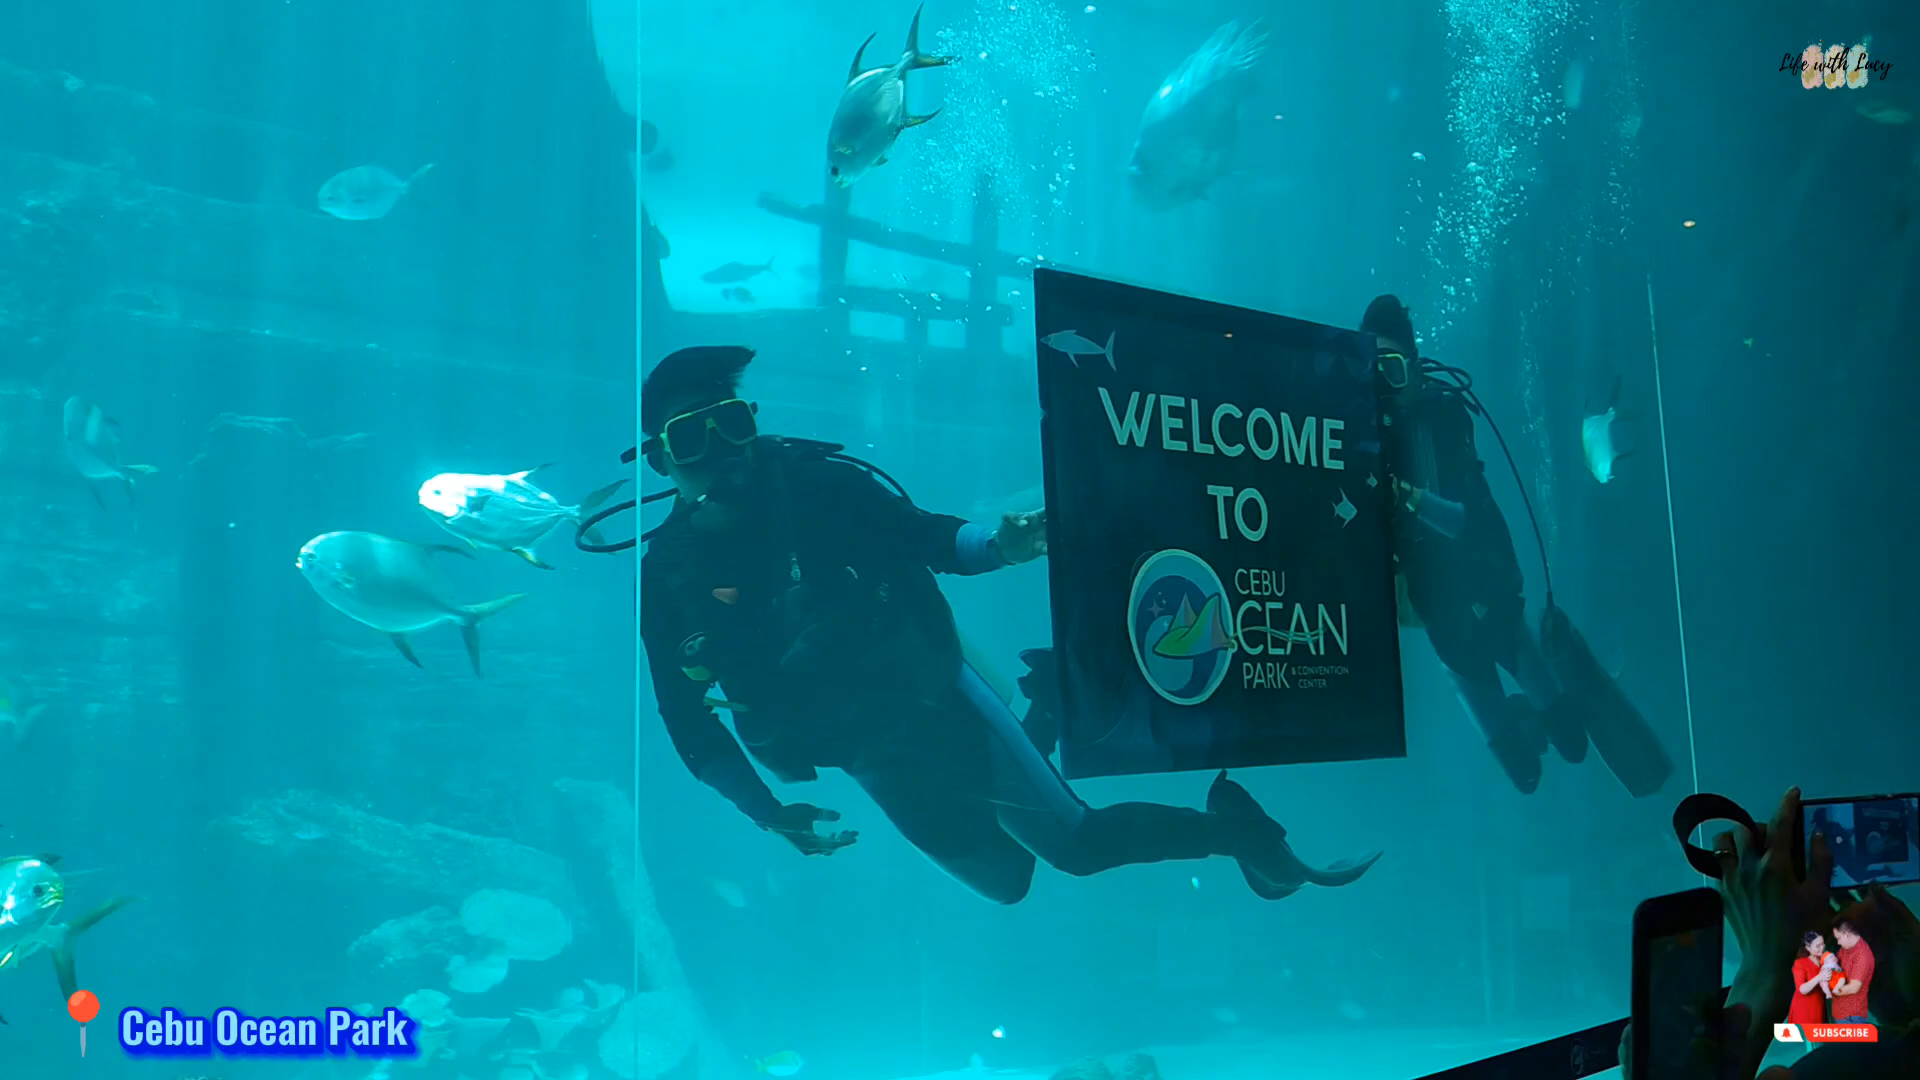 Life with Lucy
WELCOME
TO
CEBU
OCEAN
PARK & CONVENTION
CENTER
Cebu Ocean Park
SUBSCRIBE